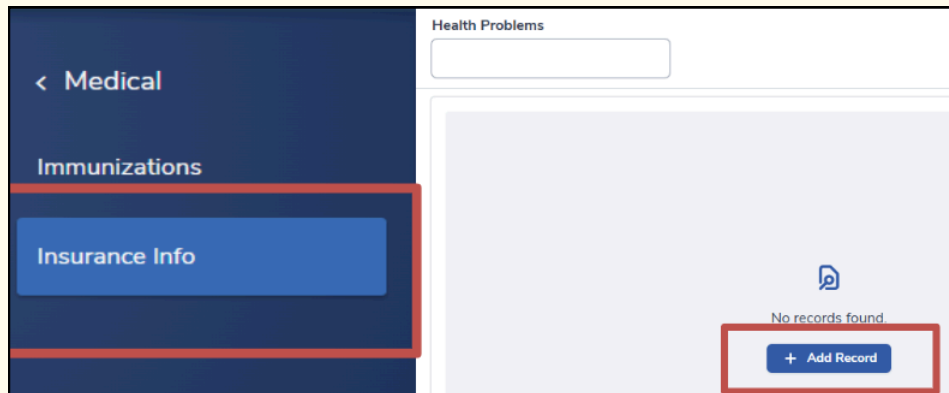 < Medical
Immunizations
Insurance Info
Health Problems
No records found.
+ Add Record